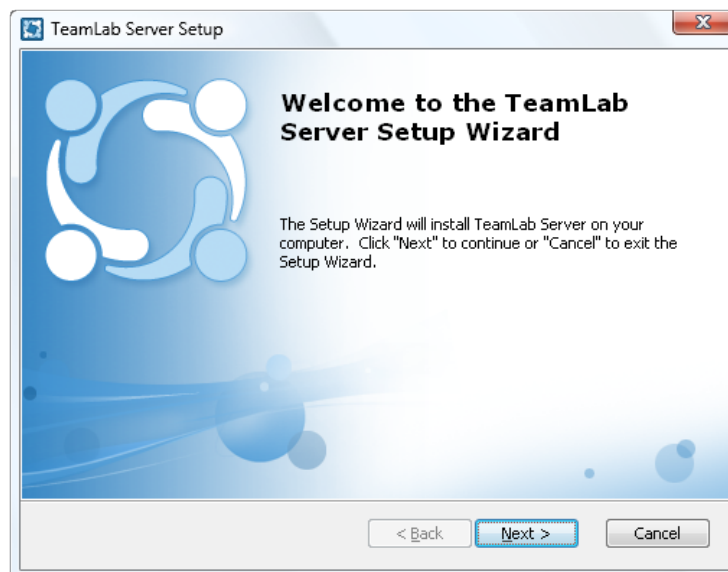 TeamLab Server Setup
Welcome to the TeamLab
Server Setup Wizard
The Setup Wizard will install TeamLab Server on your
computer. Click "Next" to continue or "Cancel" to exit the
Setup Wizard.
< Back Next > Cancel